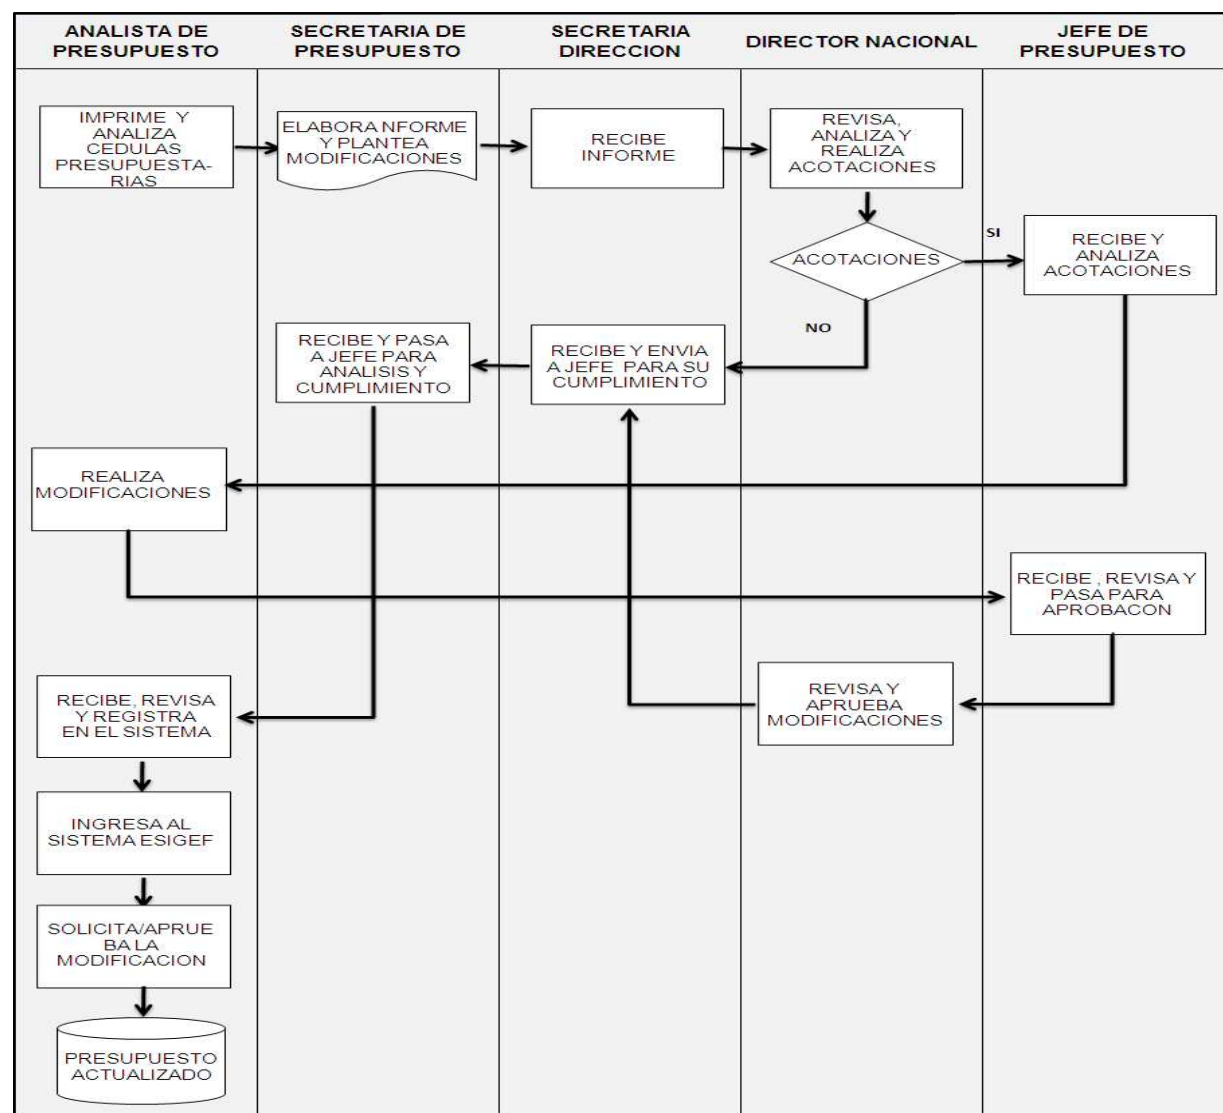 ANALISTA DE
PRESUPUESTO
SECRETARIA DE
PRESUPUESTO
SECRETARIA
DIRECCION
DIRECTOR NACIONAL
JEFE DE
PRESUPUESTO
IMPRIME Y
ANALIZA
CEDULAS
PRESUPUESTA-
RIAS
ELABORA NFORME
Y PLANTEA
MODIFICACIONES
RECIBE
INFORME
REVISA,
ANALIZA Y
REALIZA
ACOTACIONES
ACOTACIONES
SI
RECIBE Y
ANALIZA
ACOTACIONES
NO
RECIBE Y PASA
A JEFE PARA
ANALISIS Y
CUMPLIMIENTO
RECIBE Y ENVIA
A JEFE PARA SU
CUMPLIMIENTO
REALIZA
MODIFICACIONES
RECIBE , REVISA Y
PASA PARA
APROBACON
RECIBE, REVISA
Y REGISTRA
EN EL SISTEMA
REVISA Y
APRUEBA
MODIFICACIONES
INGRESA AL
SISTEMA ESIGEF
SOLICITA/APRUE
BA LA
MODIFICACION
PRESUPUESTO
ACTUALIZADO